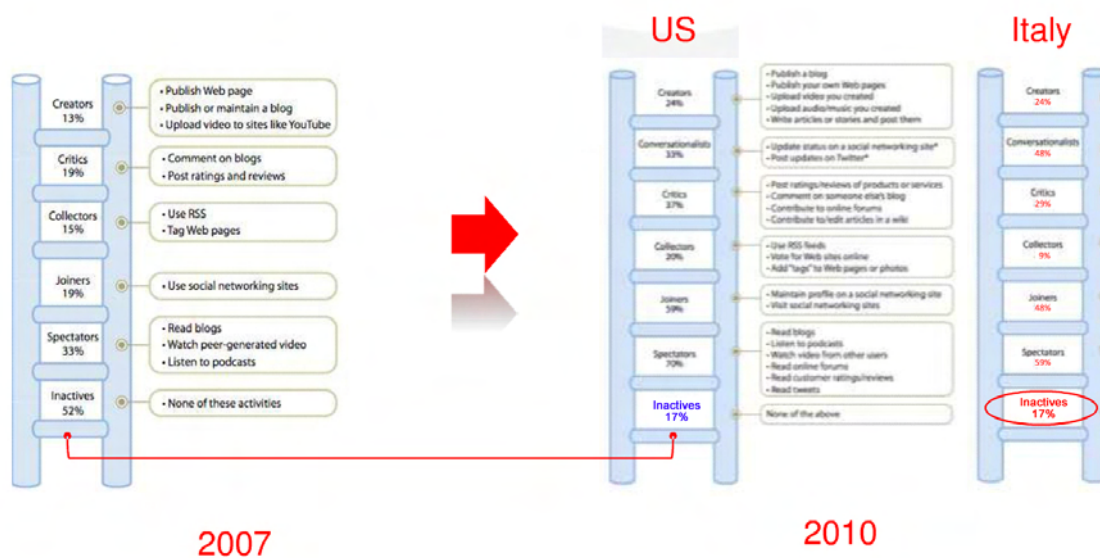 US
Italy
Creators
13%
• Publish Web page
• Publish or maintain a blog
• Upload video to sites like YouTube
Critics
19%
• Comment on blogs
• Post ratings and reviews
Collectors
15%
• Use RSS
• Tag Web pages
Joiners
19%
• Use social networking sites
Spectators
33%
• Read blogs
• Watch peer-generated video
• Listen to podcasts
Inactives
52%
• None of these activities
2007
Creators
24%
• Publish a blog
• Publish your own Web pages
• Upload video you created
• Upload audio/music you created
• Write articles or stories and post them
Conversationalists
33%
• Update status on a social networking site*
• Post updates on Twitter*
Critics
37%
• Post ratings/reviews of products or services
• Comment on someone else's blog
• Contribute to online forums
• Contribute to/edit articles in a wiki
Collectors
20%
• Use RSS feeds
• Vote for Web sites online
• Add "tags" to Web pages or photos
Joiners
59%
• Maintain profile on a social networking site
• Visit social networking sites
Spectators
70%
• Read blogs
• Listen to podcasts
• Watch video from other users
• Read online forums
• Read customer ratings/reviews
• Read tweets
Inactives
17%
None of the above
2010
Creators
24%
Conversationalists
48%
Critics
29%
Collectors
9%
Joiners
48%
Spectators
59%
Inactives
17%